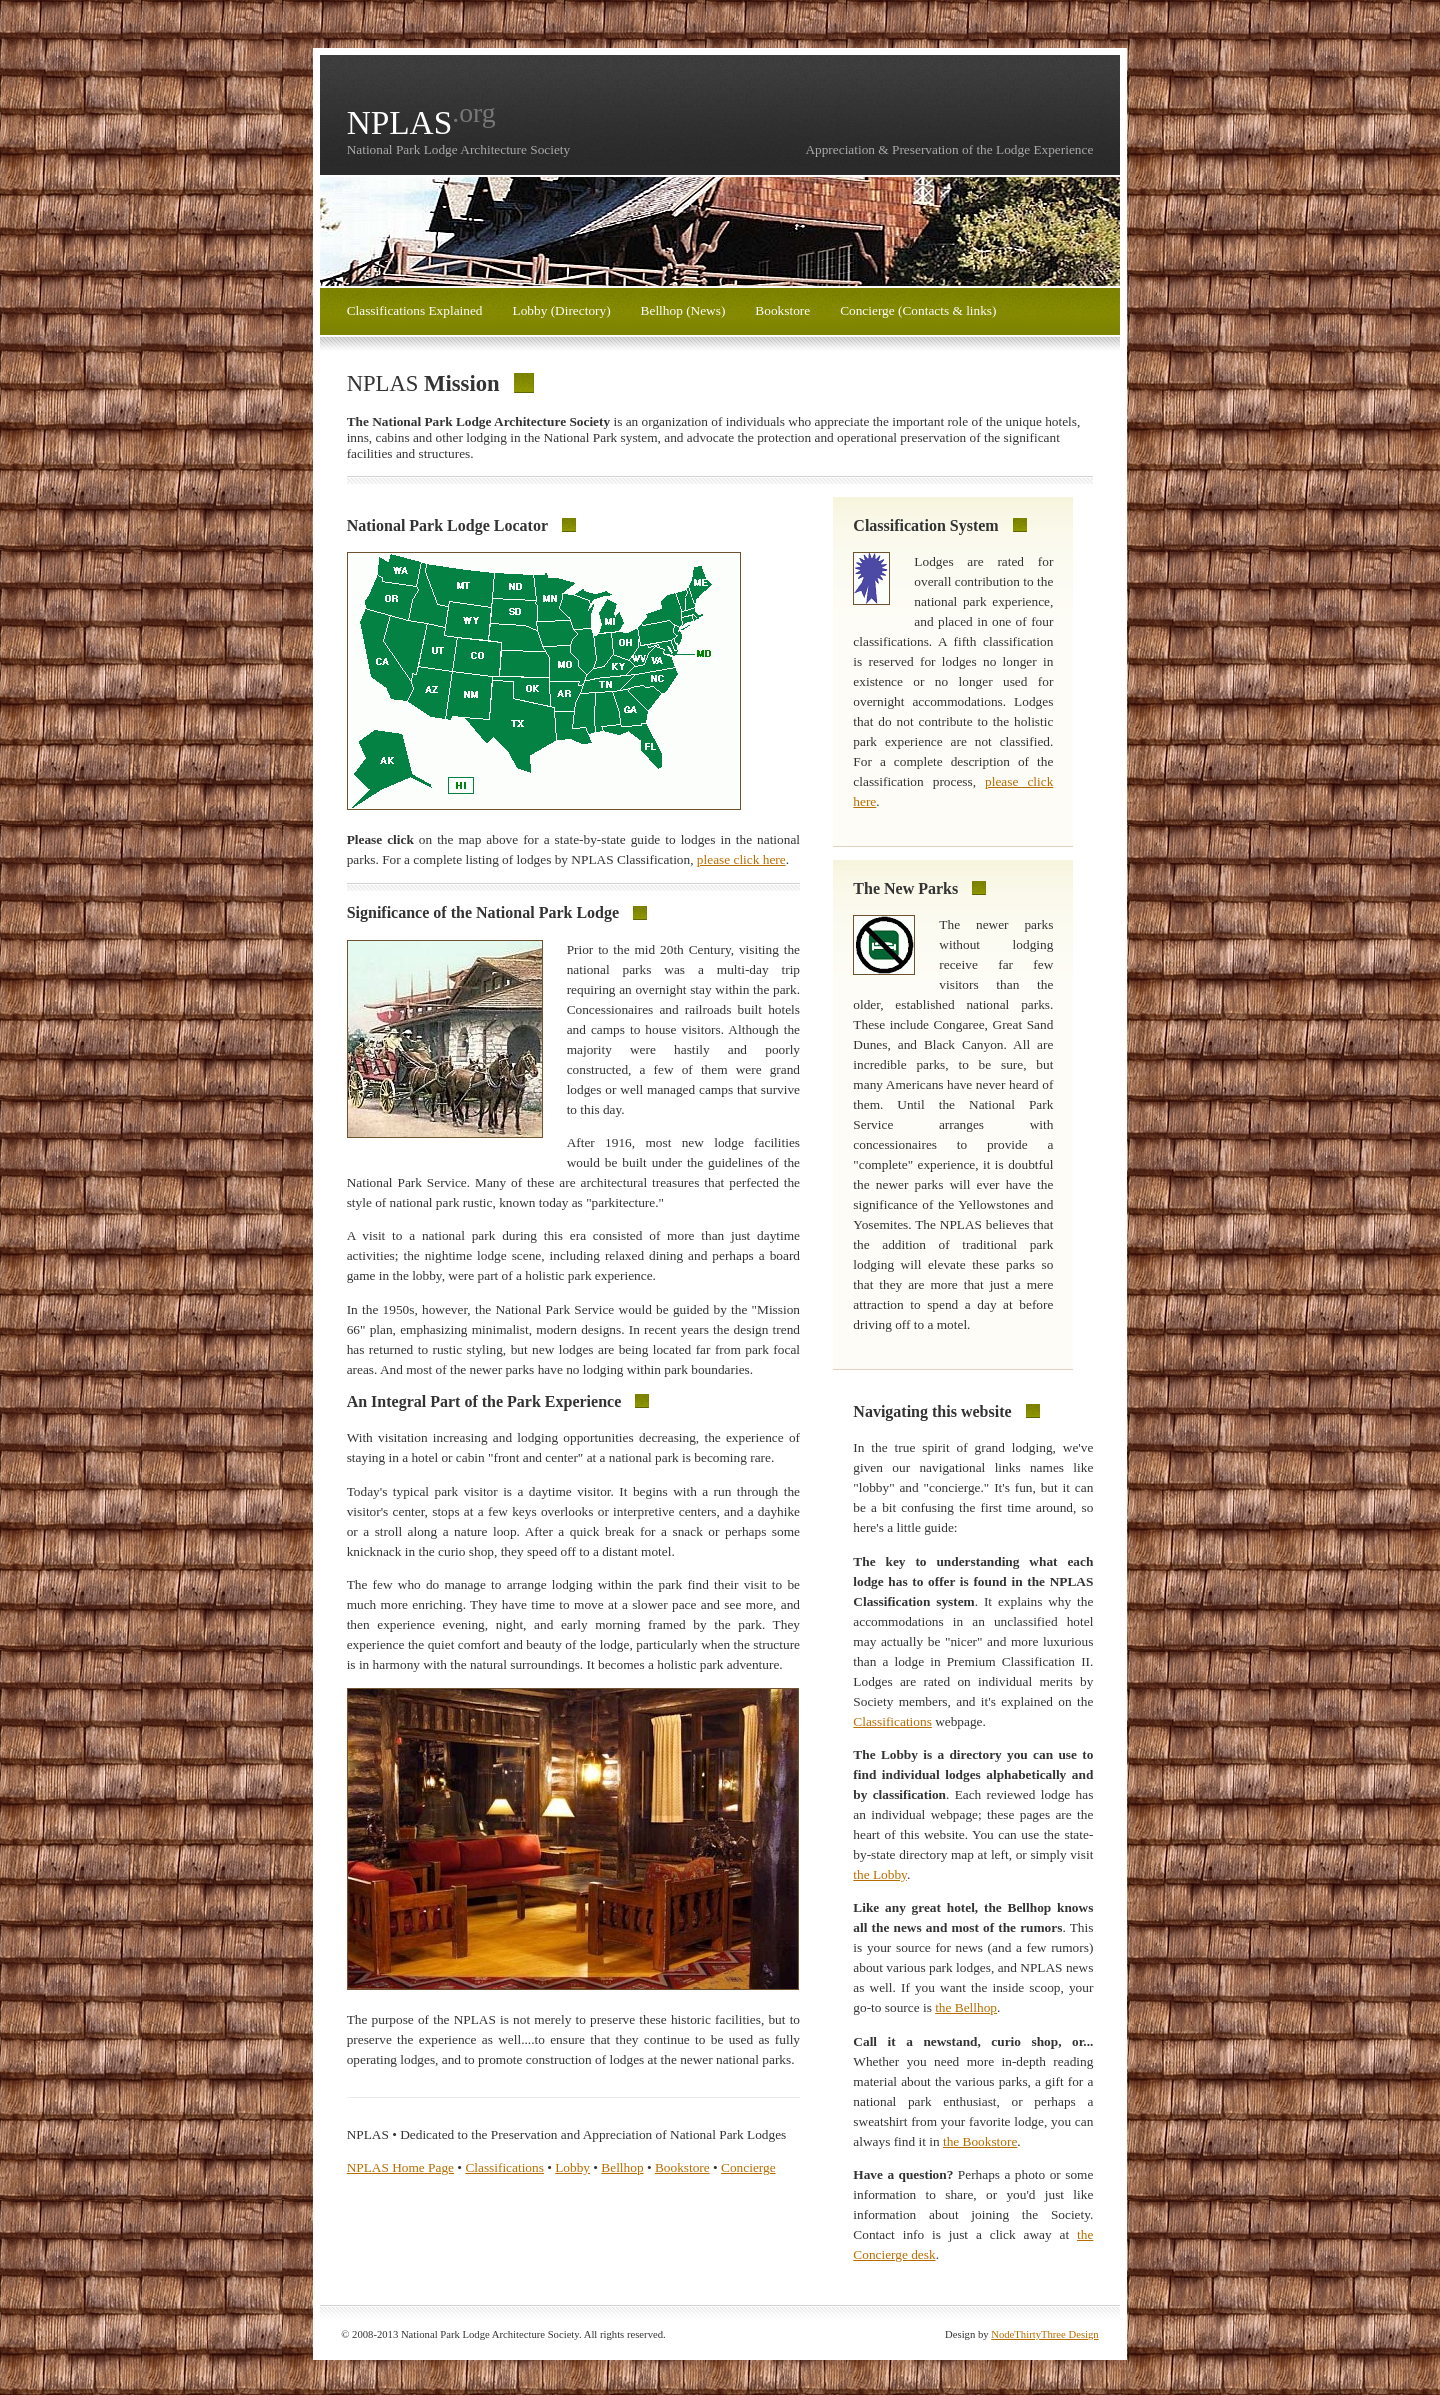 NPLAS.org
National Park Lodge Architecture Society
Appreciation & Preservation of the Lodge Experience
Classifications Explained
Lobby (Directory)
Bellhop (News)
Bookstore
Concierge (Contacts & links)
NPLAS Mission
The National Park Lodge Architecture Society is an organization of individuals who appreciate the important role of the unique hotels,
inns, cabins and other lodging in the National Park system, and advocate the protection and operational preservation of the significant
facilities and structures.
National Park Lodge Locator
WA
OR
CA
MT
WY
UT
CO
AZ
NM
ND
SD
MN
MO
OK
AR
TX
MI
OH
KY
WV
VA
NC
TN
GA
FL
ME
MD
AK
HI
Please click on the map above for a state-by-state guide to lodges in the national
parks. For a complete listing of lodges by NPLAS Classification, please click here.
Significance of the National Park Lodge
Prior to the mid 20th Century, visiting the
national parks was a multi-day trip
requiring an overnight stay within the park.
Concessionaires and railroads built hotels
and camps to house visitors. Although the
majority were hastily and poorly
constructed, a few of them were grand
lodges or well managed camps that survive
to this day.
After 1916, most new lodge facilities
would be built under the guidelines of the
National Park Service. Many of these are architectural treasures that perfected the
style of national park rustic, known today as "parkitecture."
A visit to a national park during this era consisted of more than just daytime
activities; the nightime lodge scene, including relaxed dining and perhaps a board
game in the lobby, were part of a holistic park experience.
In the 1950s, however, the National Park Service would be guided by the "Mission
66" plan, emphasizing minimalist, modern designs. In recent years the design trend
has returned to rustic styling, but new lodges are being located far from park focal
areas. And most of the newer parks have no lodging within park boundaries.
An Integral Part of the Park Experience
With visitation increasing and lodging opportunities decreasing, the experience of
staying in a hotel or cabin "front and center" at a national park is becoming rare.
Today's typical park visitor is a daytime visitor. It begins with a run through the
visitor's center, stops at a few keys overlooks or interpretive centers, and a dayhike
or a stroll along a nature loop. After a quick break for a snack or perhaps some
knicknack in the curio shop, they speed off to a distant motel.
The few who do manage to arrange lodging within the park find their visit to be
much more enriching. They have time to move at a slower pace and see more, and
then experience evening, night, and early morning framed by the park. They
experience the quiet comfort and beauty of the lodge, particularly when the structure
is in harmony with the natural surroundings. It becomes a holistic park adventure.
The purpose of the NPLAS is not merely to preserve these historic facilities, but to
preserve the experience as well....to ensure that they continue to be used as fully
operating lodges, and to promote construction of lodges at the newer national parks.
NPLAS • Dedicated to the Preservation and Appreciation of National Park Lodges
NPLAS Home Page • Classifications • Lobby • Bellhop • Bookstore • Concierge
Classification System
Lodges are rated for
overall contribution to the
national park experience,
and placed in one of four
classifications. A fifth classification
is reserved for lodges no longer in
existence or no longer used for
overnight accommodations. Lodges
that do not contribute to the holistic
park experience are not classified.
For a complete description of the
classification process, please click
here.
The New Parks
The newer parks
without lodging
receive far few
visitors than the
older, established national parks.
These include Congaree, Great Sand
Dunes, and Black Canyon. All are
incredible parks, to be sure, but
many Americans have never heard of
them. Until the National Park
Service arranges with
concessionaires to provide a
"complete" experience, it is doubtful
the newer parks will ever have the
significance of the Yellowstones and
Yosemites. The NPLAS believes that
the addition of traditional park
lodging will elevate these parks so
that they are more that just a mere
attraction to spend a day at before
driving off to a motel.
Navigating this website
In the true spirit of grand lodging, we've
given our navigational links names like
"lobby" and "concierge." It's fun, but it can
be a bit confusing the first time around, so
here's a little guide:
The key to understanding what each
lodge has to offer is found in the NPLAS
Classification system. It explains why the
accommodations in an unclassified hotel
may actually be "nicer" and more luxurious
than a lodge in Premium Classification II.
Lodges are rated on individual merits by
Society members, and it's explained on the
Classifications webpage.
The Lobby is a directory you can use to
find individual lodges alphabetically and
by classification. Each reviewed lodge has
an individual webpage; these pages are the
heart of this website. You can use the state-
by-state directory map at left, or simply visit
the Lobby.
Like any great hotel, the Bellhop knows
all the news and most of the rumors. This
is your source for news (and a few rumors)
about various park lodges, and NPLAS news
as well. If you want the inside scoop, your
go-to source is the Bellhop.
Call it a newstand, curio shop, or...
Whether you need more in-depth reading
material about the various parks, a gift for a
national park enthusiast, or perhaps a
sweatshirt from your favorite lodge, you can
always find it in the Bookstore.
Have a question? Perhaps a photo or some
information to share, or you'd just like
information about joining the Society.
Contact info is just a click away at the
Concierge desk.
© 2008-2013 National Park Lodge Architecture Society. All rights reserved.
Design by NodeThirtyThree Design